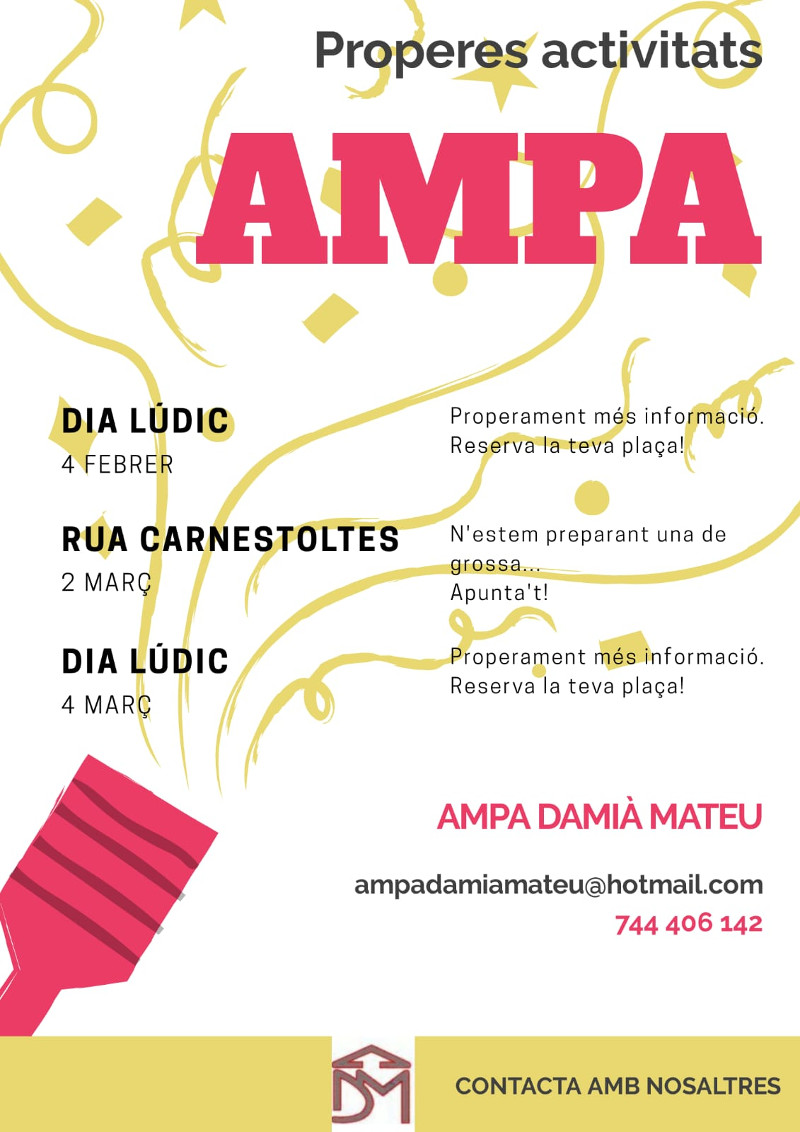 Properes activitats
AMPA
DIA LÚDIC
4 FEBRER
Properament més informació.
Reserva la teva plaça!
RUA CARNESTOLTES
2 MARÇ
N'estem preparant una de
grossa...
Apunta't!
DIA LÚDIC
4 MARÇ
Properament més informació.
Reserva la teva plaça!
AMPA DAMIÀ MATEU
ampadamiamateu@hotmail.com
744 406 142
DM
CONTACTA AMB NOSALTRES